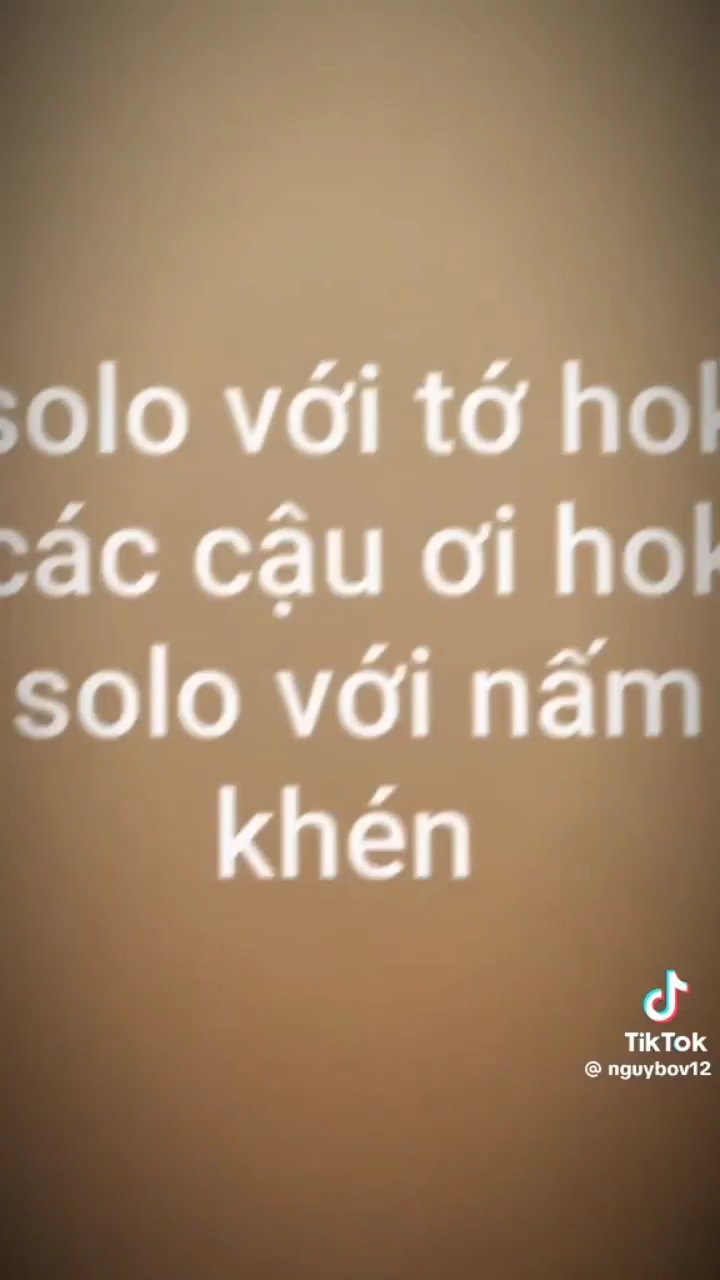 solo với tớ hok
các cậu ơi hok
solo với nấm
khén
TikTok
@ nguybov12